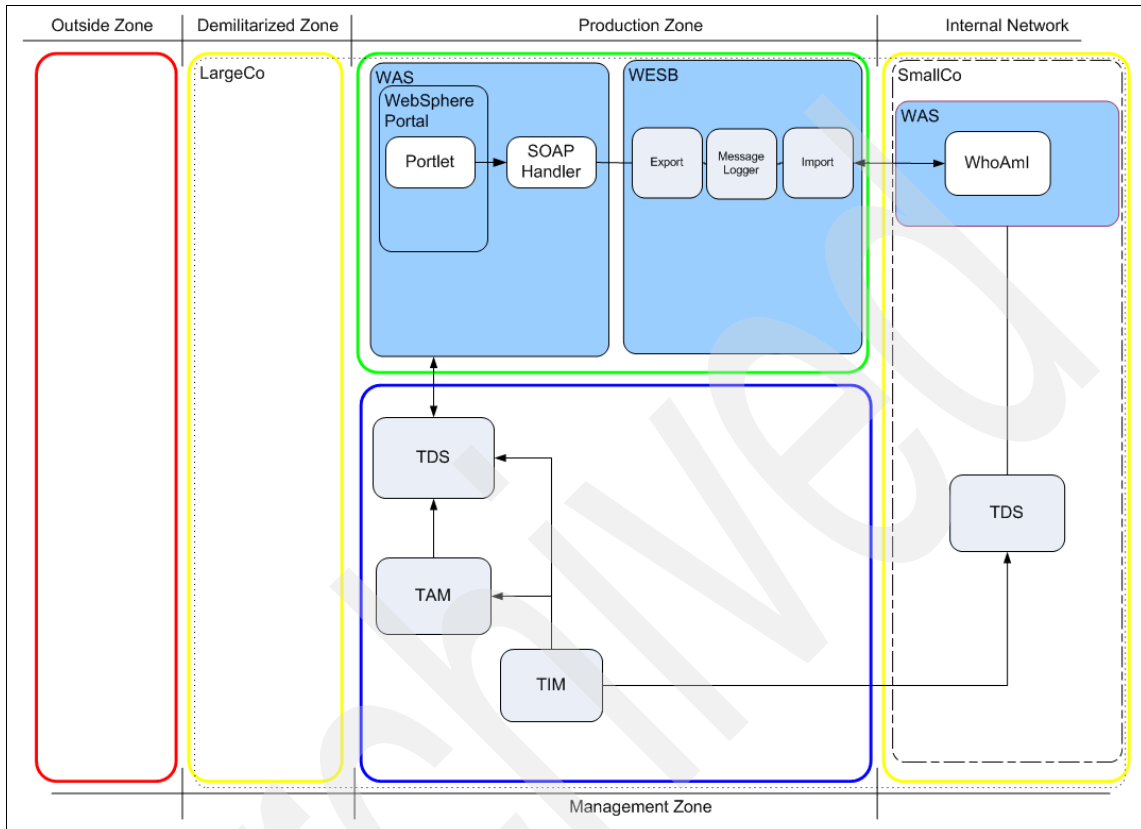 Outside Zone
Demilitarized Zone
Production Zone
Internal Network
LargeCo
WAS
WebSphere
Portal
Portlet
SOAP
Handler
WESB
Export
Message
Logger
Import
SmallCo
WAS
WhoAmI
TDS
TAM
TIM
TDS
Management Zone